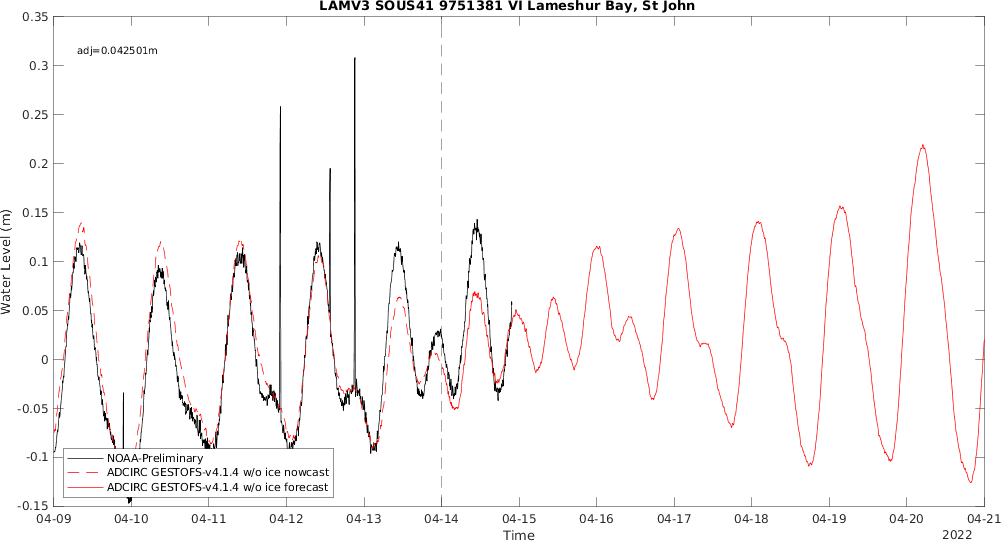 LAMV3 SOUS41 9751381 VI Lameshur Bay, St John
adj=0.042501m
0.35
0.3
0.25
0.2
0.15
0.1
0.05
0
-0.05
-0.1
-0.15
Water Level (m)
NOAA-Preliminary
ADCIRC GESTOFS-v4.1.4 w/o ice nowcast
ADCIRC GESTOFS-v4.1.4 w/o ice forecast
04-09 04-10 04-11 04-12 04-13 04-14 04-15 04-16 04-17 04-18 04-19 04-20 04-21
Time
2022